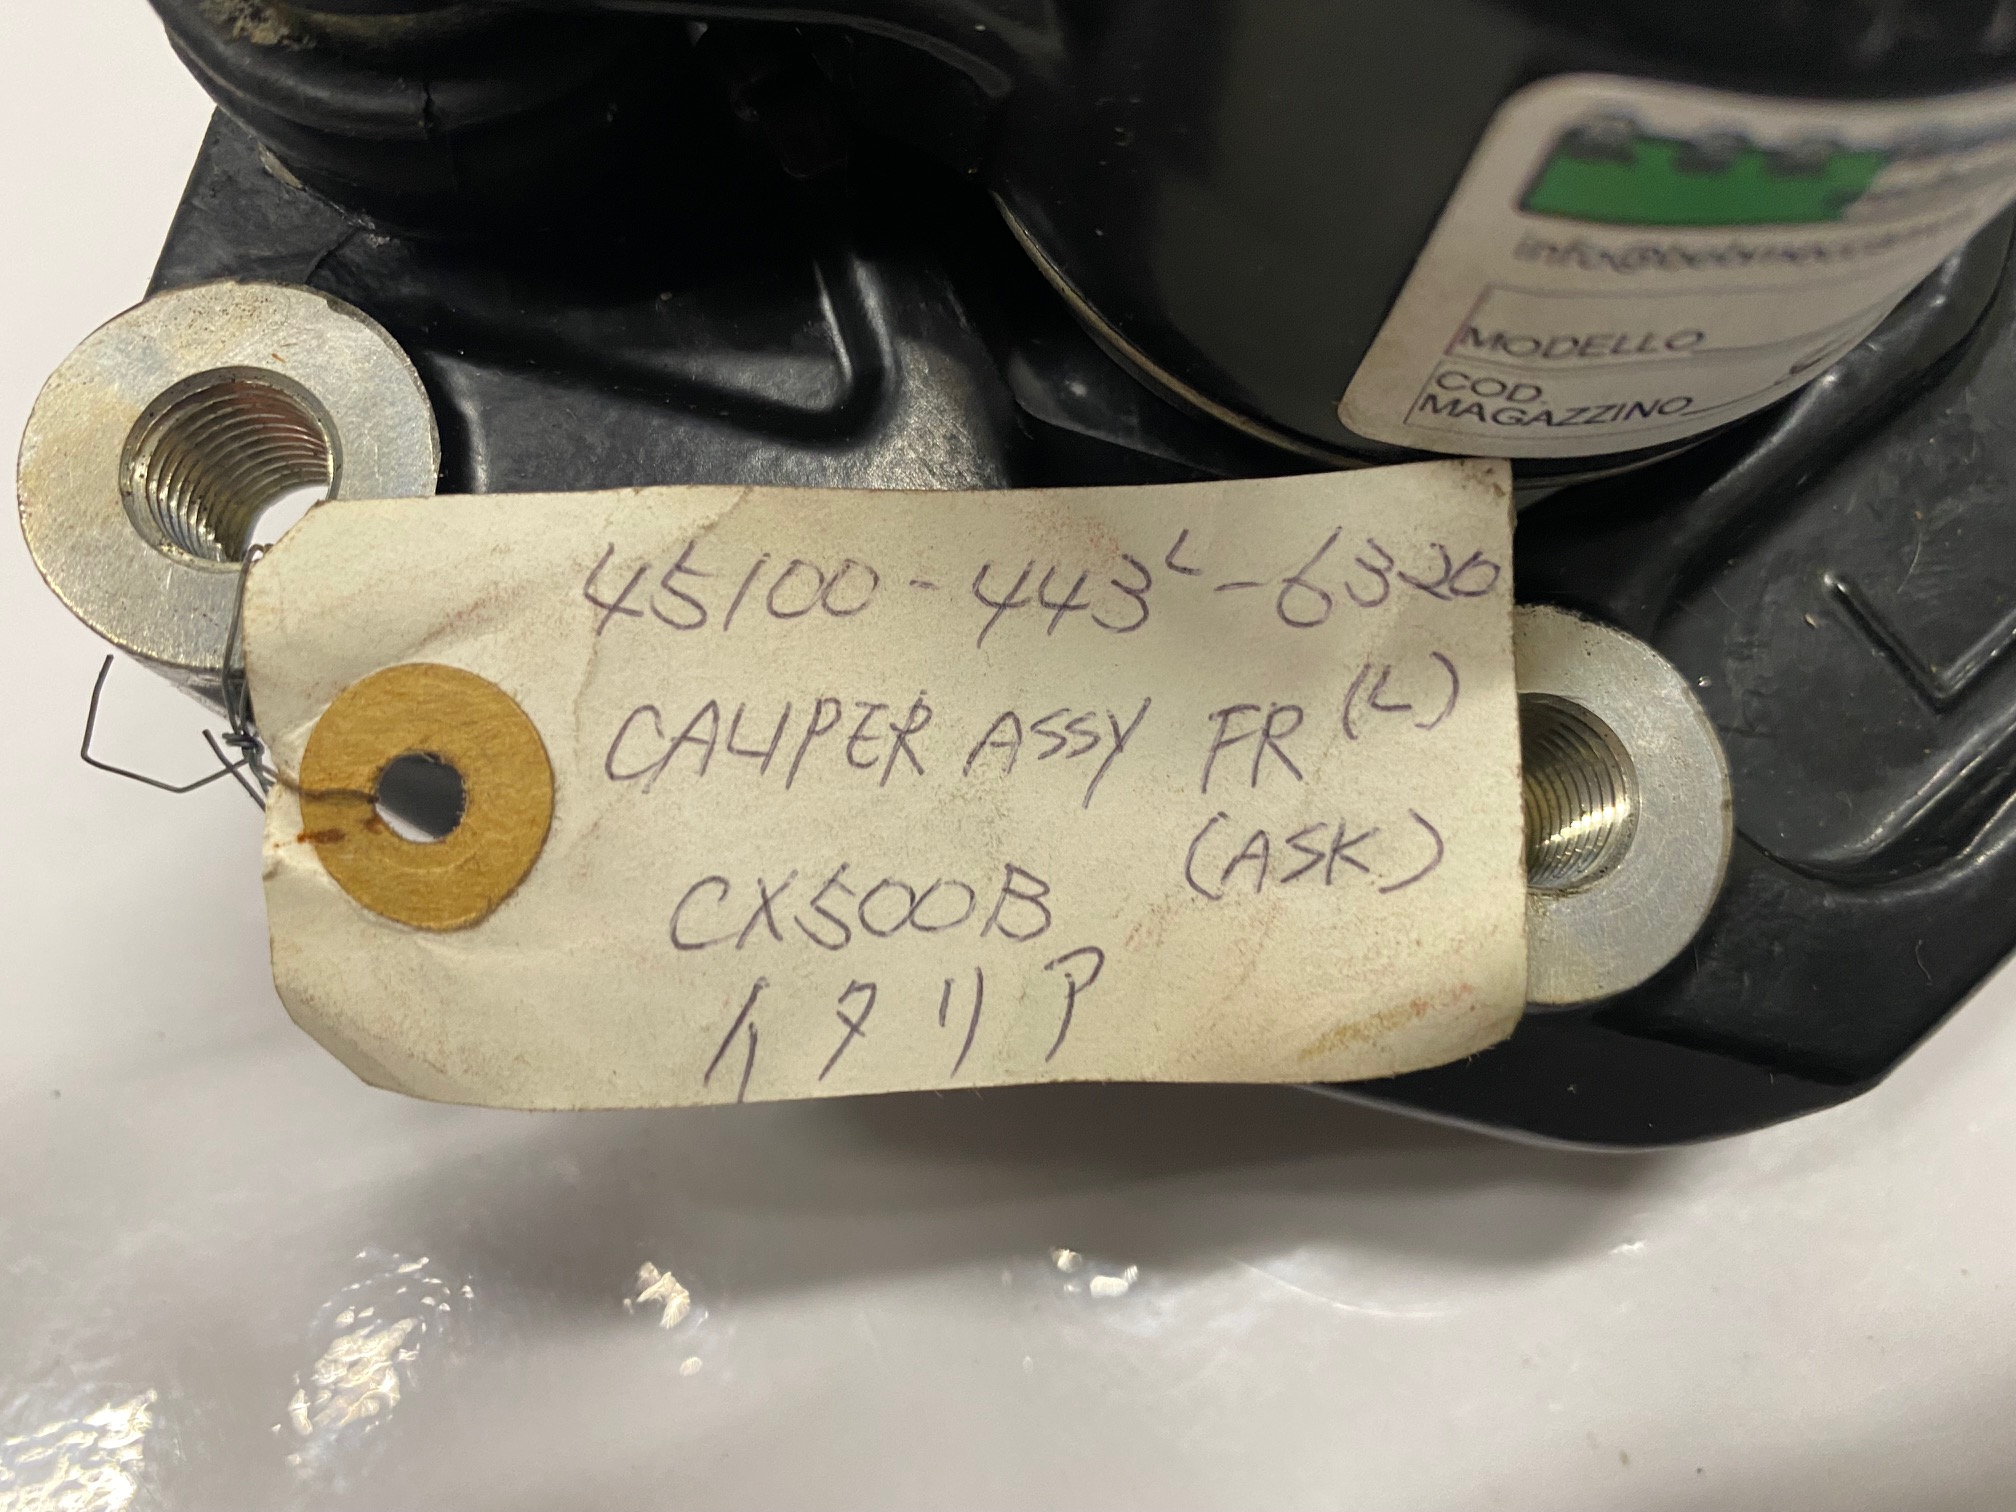 MODELLO
COD.
MAGAZZINO
45100-443L-6320
CALIPER ASSY FR (L)
(ASK)
CX500B
イタリア